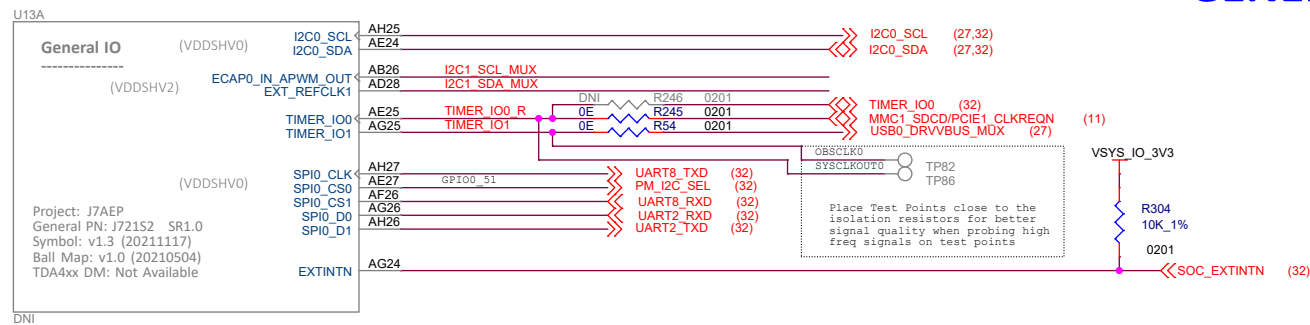 U13A
General IO
---------------
(VDDSHV0)
(VDDSHV2)
(VDDSHV0)
Project: J7AEP
General PN: J721S2 SR1.0
Symbol: v1.3 (20211117)
Ball Map: v1.0 (20210504)
TDA4xx DM: Not Available
DNI
I2C0_SCL AH25 I2C0_SCL (27,32)
I2C0_SDA AE24 I2C0_SDA (27,32)
ECAP0_IN_APWM_OUT AB26 I2C1_SCL_MUX
EXT_REFCLK1 AD28 I2C1_SDA_MUX
DNI R246 0201 TIMER_IO0 (32)
TIMER_IO0 AE25 TIMER_IO0_R 0E R245 0201 MMC1_SDCD/PCIE1_CLKREQN (11)
TIMER_IO1 AG25 TIMER_IO1 0E R54 0201 USB0_DRVVBUS_MUX (27)
OBSCLK0 TP82
SYSCLKOUT0 TP86
SPI0_CLK AH27 UART8_TXD (32)
SPI0_CS0 AE27 GPIO0_51 PM_I2C_SEL (32)
SPI0_CS1 AF26 UART8_RXD (32)
SPI0_D0 AG26 UART2_RXD (32)
SPI0_D1 AH26 UART2_TXD (32)
Place Test Points close to the
isolation resistors for better
signal quality when probing high
freq signals on test points
VSYS_IO_3V3
R304
10K_1%
0201
EXTINTN AG24 SOC_EXTINTN (32)